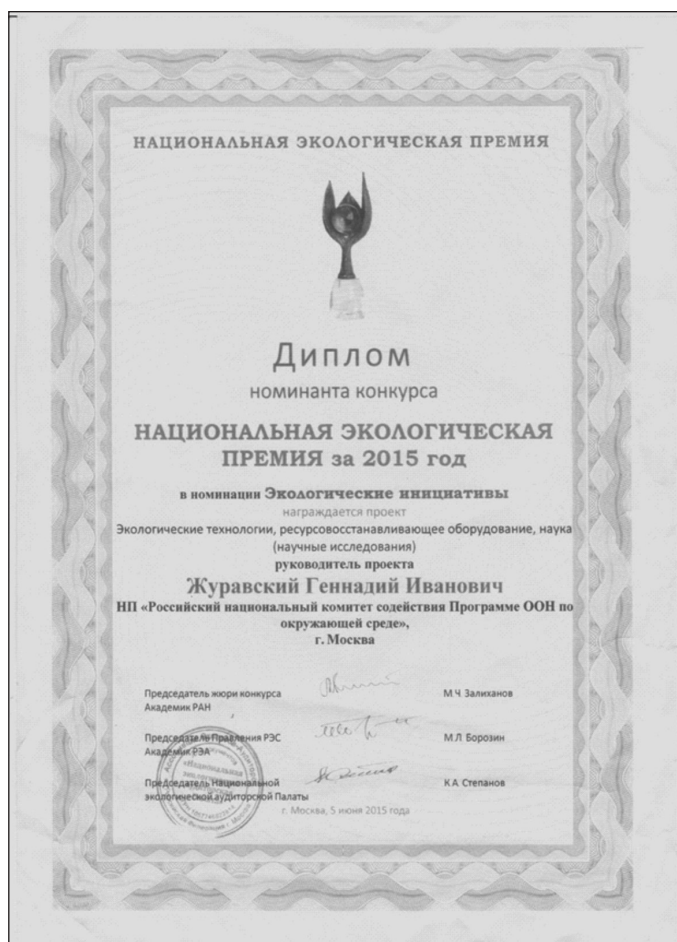 НАЦИОНАЛЬНАЯ ЭКОЛОГИЧЕСКАЯ ПРЕМИЯ
Диплом
номинанта конкурса
НАЦИОНАЛЬНАЯ ЭКОЛОГИЧЕСКАЯ
ПРЕМИЯ за 2015 год
в номинации Экологические инициативы
награждается проект
Экологические технологии, ресурсовосстанавливающее оборудование, наука
(научные исследования)
руководитель проекта
Журавский Геннадий Иванович
НП «Российский национальный комитет содействия Программе ООН по
окружающей среде»,
г. Москва
Председатель жюри конкурса
Академик РАН
М.Ч. Залиханов
Председатель Правления РЭС
Академик РЭА
М.Л. Борозин
Председатель Национальной
экологической аудиторской Палаты
К.А. Степанов
г. Москва, 5 июня 2015 года